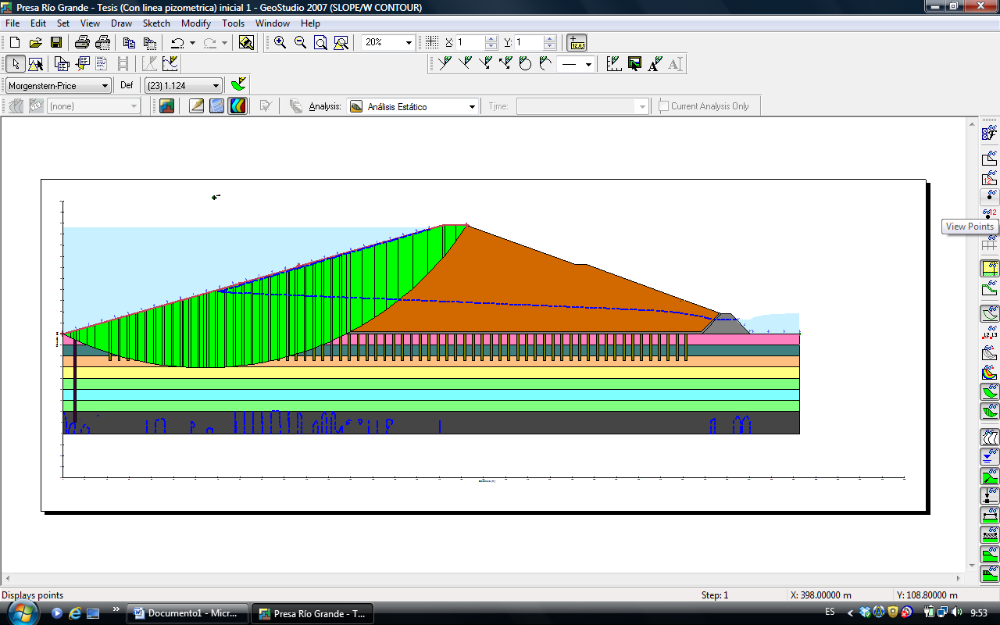 Presa Río Grande - Tesis (Con linea pizometrica) inicial 1 - GeoStudio 2007 (SLOPE/W CONTOUR)
File Edit Set View Draw Sketch Modify Tools Window Help
20% X: 1 Y: 1
Morgenstern-Price Def (23) 1.124
(none) Analysis: Análisis Estático Time: Current Analysis Only
View Points
Displays points Step: 1 X: 398.00000 m Y: 108.80000 m
Documento1 - Micr... Presa Río Grande - T... ES 9:53